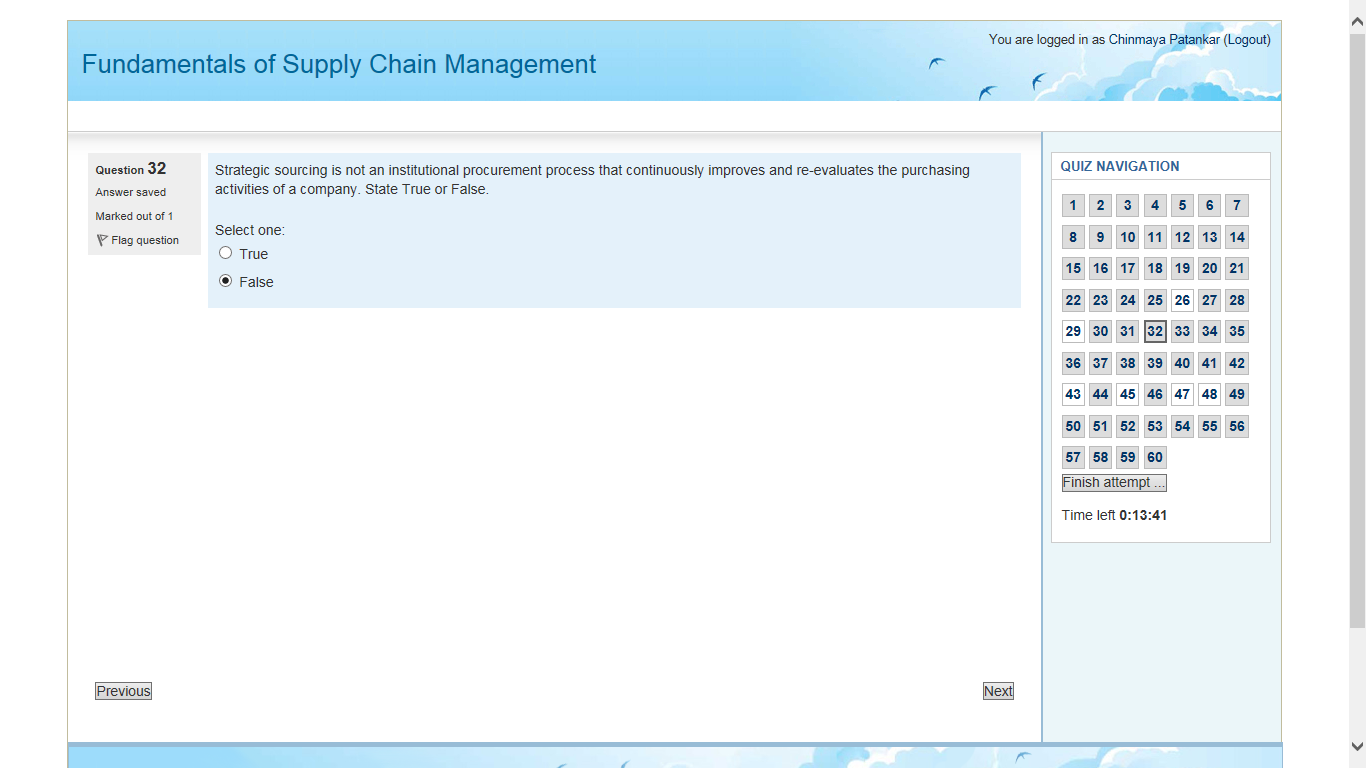 You are logged in as Chinmaya Patankar (Logout)
Fundamentals of Supply Chain Management
Question 32
Answer saved
Marked out of 1
Flag question
Strategic sourcing is not an institutional procurement process that continuously improves and re-evaluates the purchasing
activities of a company. State True or False.
Select one:
True
False
Previous
Next
QUIZ NAVIGATION
1 2 3 4 5 6 7
8 9 10 11 12 13 14
15 16 17 18 19 20 21
22 23 24 25 26 27 28
29 30 31 32 33 34 35
36 37 38 39 40 41 42
43 44 45 46 47 48 49
50 51 52 53 54 55 56
57 58 59 60
Finish attempt ...
Time left 0:13:41